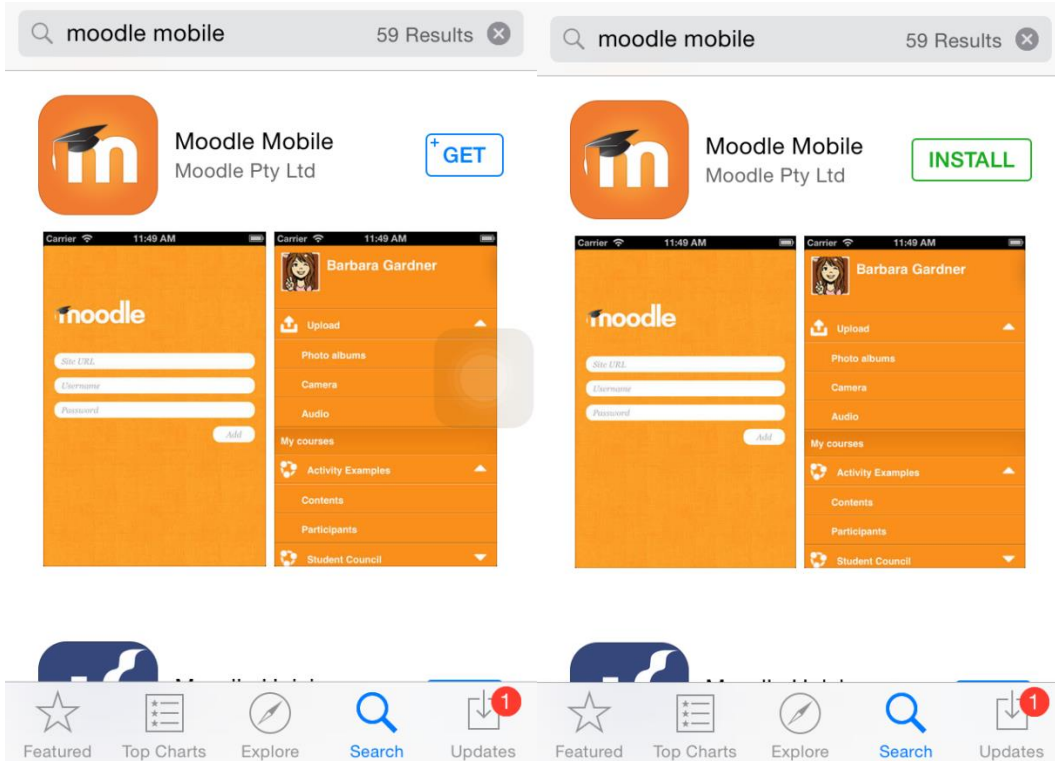 moodle mobile 59 Results
Moodle Mobile
Moodle Pty Ltd
+GET
Carrier 11:49 AM
moodle
Site URL
Username
Password
Add
Carrier 11:49 AM
Barbara Gardner
Upload
Photo albums
Camera
Audio
My courses
Activity Examples
Contents
Participants
Student Council
Featured Top Charts Explore Search Updates
1
moodle mobile 59 Results
Moodle Mobile
Moodle Pty Ltd
INSTALL
Carrier 11:49 AM
moodle
Site URL
Username
Password
Add
Carrier 11:49 AM
Barbara Gardner
Upload
Photo albums
Camera
Audio
My courses
Activity Examples
Contents
Participants
Student Council
Featured Top Charts Explore Search Updates
1